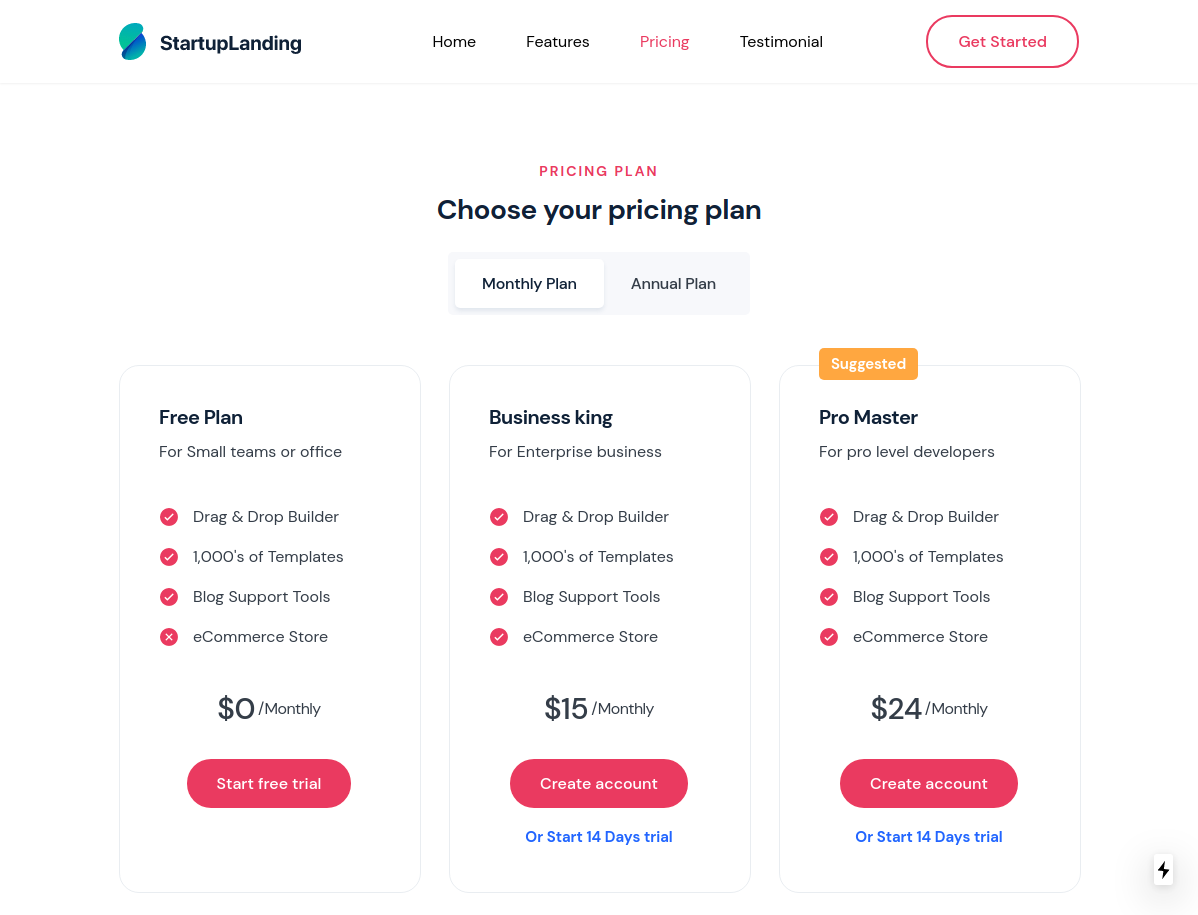 StartupLanding
Home
Features
Pricing
Testimonial
Get Started
PRICING PLAN
Choose your pricing plan
Monthly Plan
Annual Plan
Free Plan
For Small teams or office
Drag & Drop Builder
1,000's of Templates
Blog Support Tools
eCommerce Store
$0 /Monthly
Start free trial
Business king
For Enterprise business
Drag & Drop Builder
1,000's of Templates
Blog Support Tools
eCommerce Store
$15 /Monthly
Create account
Or Start 14 Days trial
Suggested
Pro Master
For pro level developers
Drag & Drop Builder
1,000's of Templates
Blog Support Tools
eCommerce Store
$24 /Monthly
Create account
Or Start 14 Days trial